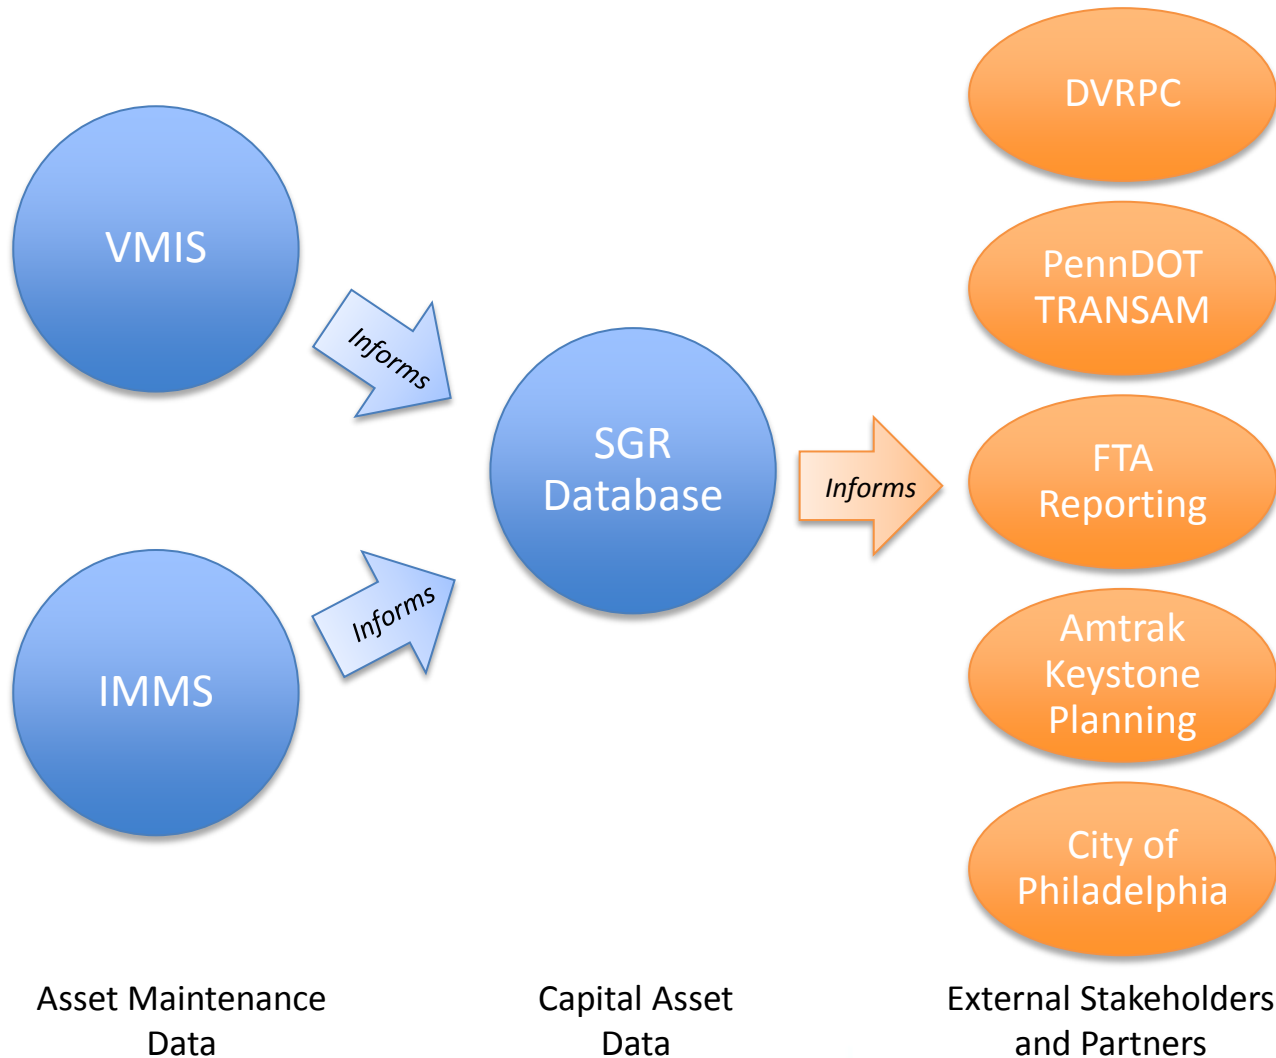 VMIS
Informs
IMMS
Informs
SGR
Database
Informs
DVRPC
PennDOT
TRANSAM
FTA
Reporting
Amtrak
Keystone
Planning
City of
Philadelphia
Asset Maintenance
Data
Capital Asset
Data
External Stakeholders
and Partners